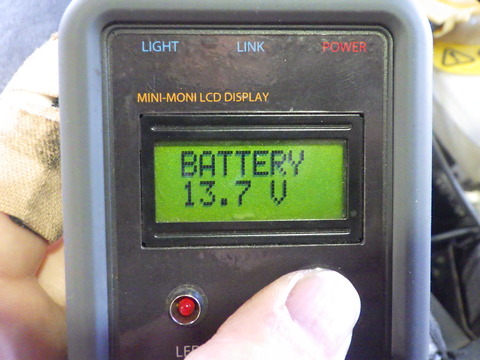 LIGHT LINK POWER
MINI-MONI LCD DISPLAY
BATTERY
13.7 V